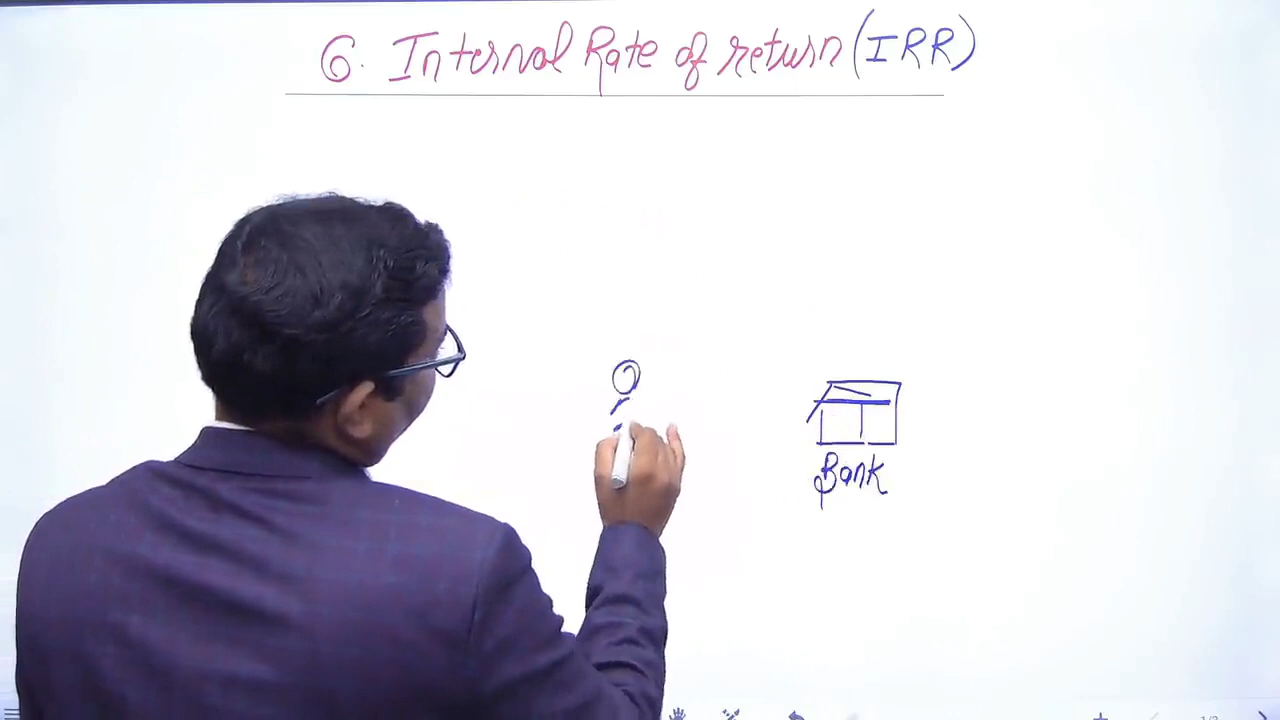 6. Internal Rate of return (IRR)
Bank